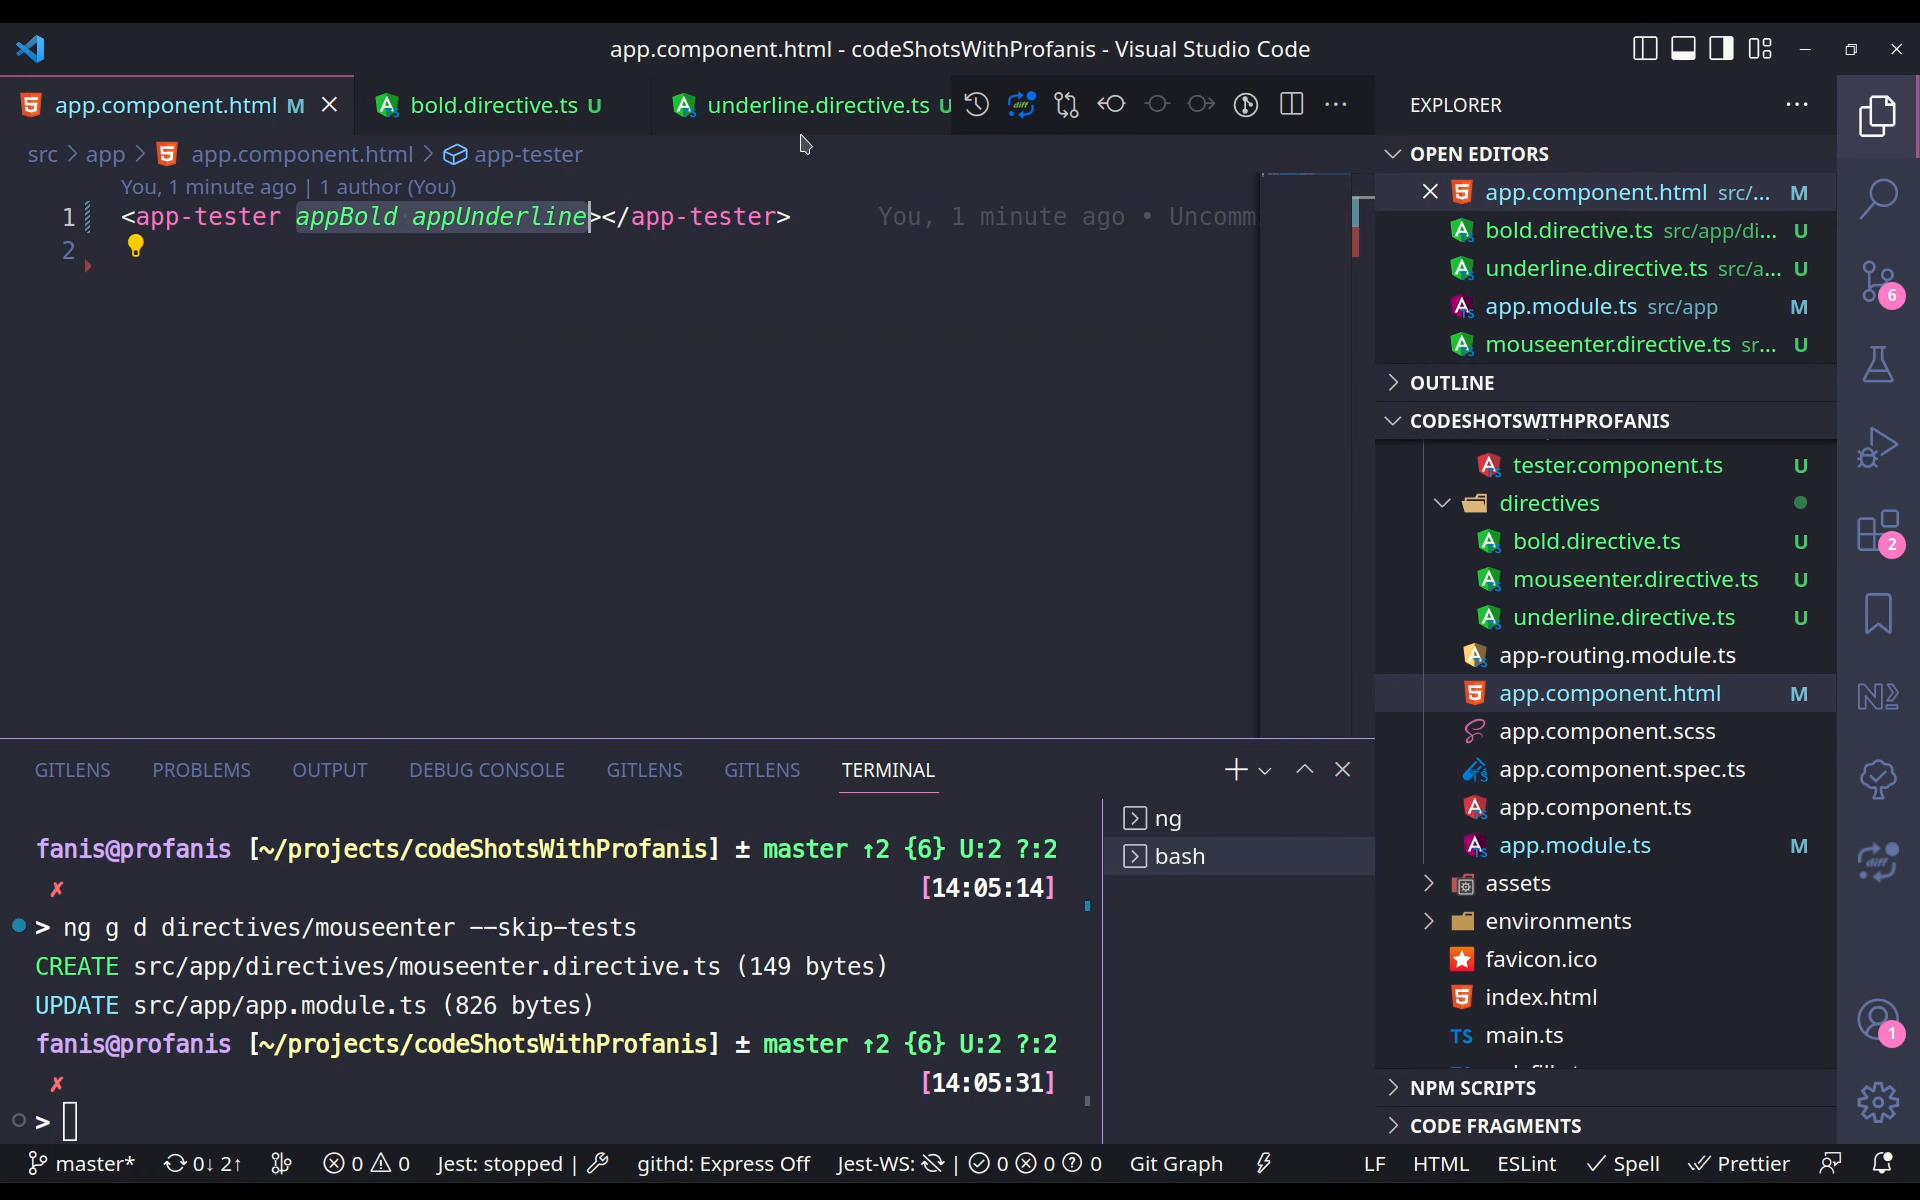 app.component.html - codeShotsWithProfanis - Visual Studio Code
app.component.html M
bold.directive.ts U
underline.directive.ts U
src > app > app.component.html > app-tester
You, 1 minute ago | 1 author (You)
1 <app-tester appBold appUnderline></app-tester> You, 1 minute ago • Uncomm
2
GITLENS PROBLEMS OUTPUT DEBUG CONSOLE GITLENS GITLENS TERMINAL
fanis@profanis [~/projects/codeShotsWithProfanis] ± master ↑2 {6} U:2 ?:2
✗ [14:05:14]
> ng g d directives/mouseenter --skip-tests
CREATE src/app/directives/mouseenter.directive.ts (149 bytes)
UPDATE src/app/app.module.ts (826 bytes)
fanis@profanis [~/projects/codeShotsWithProfanis] ± master ↑2 {6} U:2 ?:2
✗ [14:05:31]
>
ng
bash
EXPLORER
OPEN EDITORS
app.component.html src/... M
bold.directive.ts src/app/di... U
underline.directive.ts src/a... U
app.module.ts src/app M
mouseenter.directive.ts sr... U
OUTLINE
CODESHOTSWITHPROFANIS
tester.component.ts U
directives
bold.directive.ts U
mouseenter.directive.ts U
underline.directive.ts U
app-routing.module.ts
app.component.html M
app.component.scss
app.component.spec.ts
app.component.ts
app.module.ts M
assets
environments
favicon.ico
index.html
TS main.ts
NPM SCRIPTS
CODE FRAGMENTS
6
2
1
master* 0↓ 2↑ 0 0 Jest: stopped | githd: Express Off Jest-WS: | 0 0 0 Git Graph LF HTML ESLint Spell Prettier